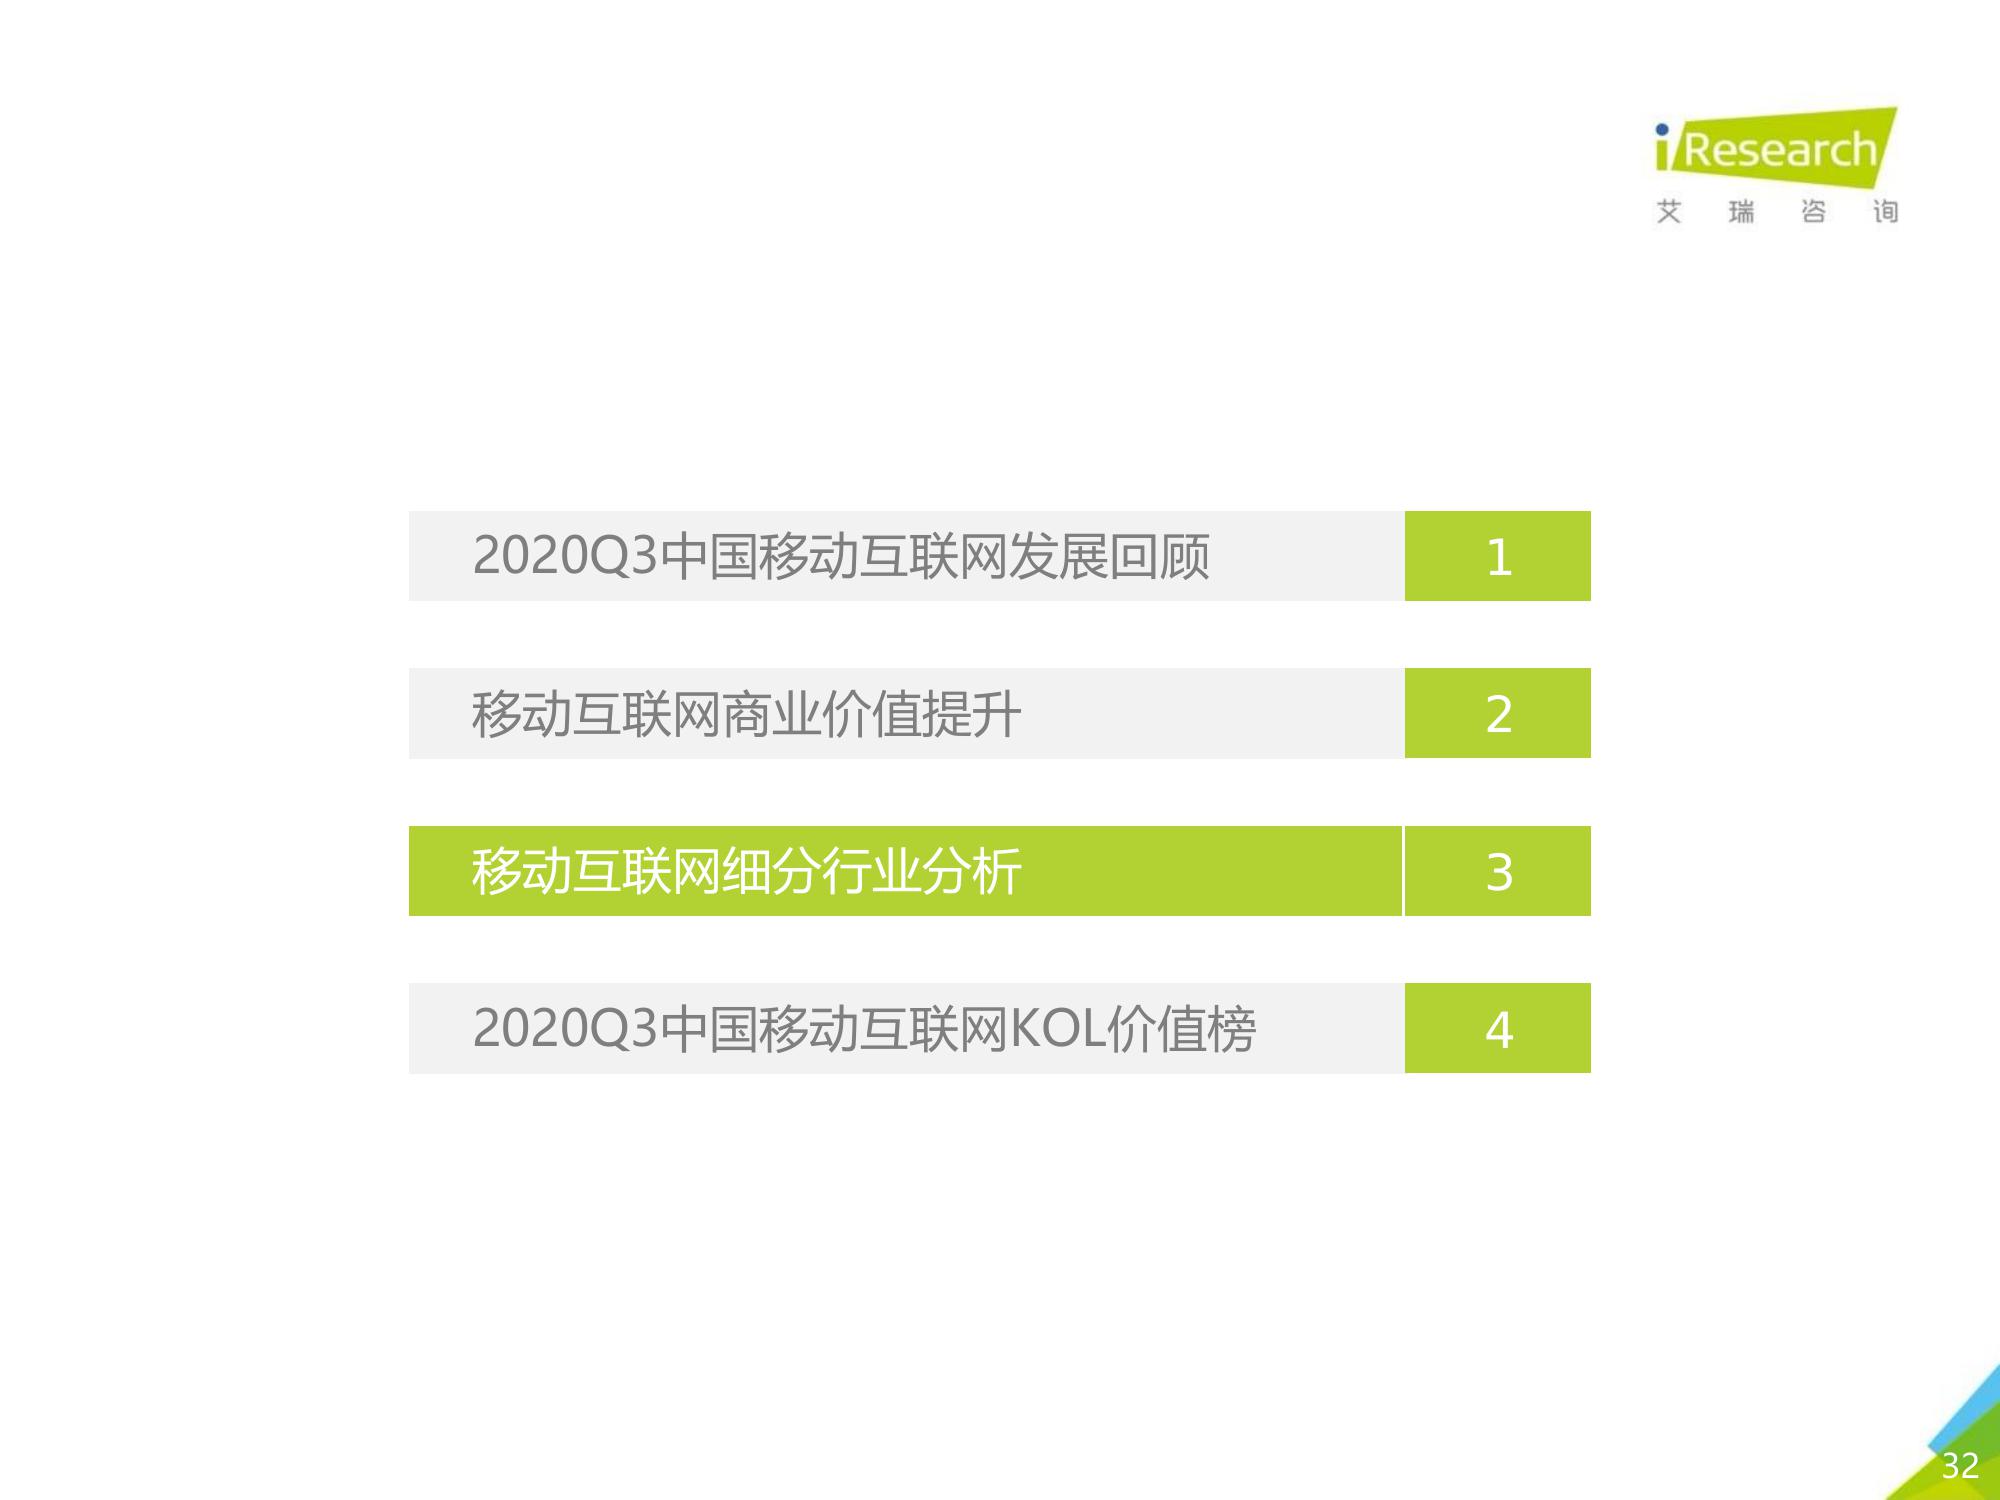 iResearch
艾瑞咨询
2020Q3中国移动互联网发展回顾 1
移动互联网商业价值提升 2
移动互联网细分行业分析 3
2020Q3中国移动互联网KOL价值榜 4
32